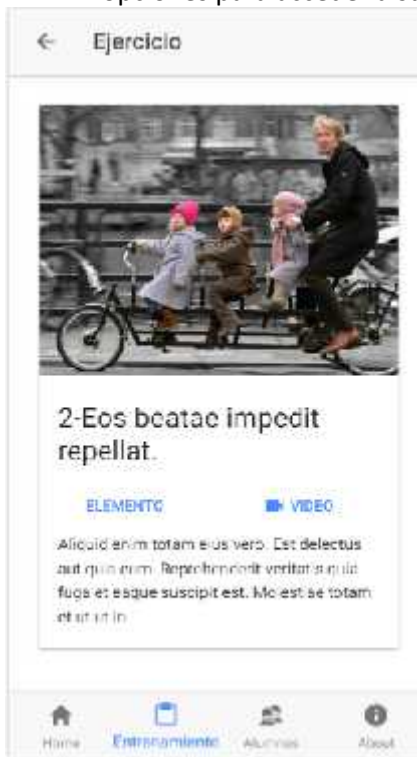 Ejercicio
2-Eos beatae impedit
repellat.
ELEMENTO VIDEO
Aliquid enim totam eius vero. Est delectus
aut quia eum. Reprehenderit veritatis quia
fuga et eaque suscipit est. Molestiae totam
et ut ut in
Home Entrenamiento Alumnos About